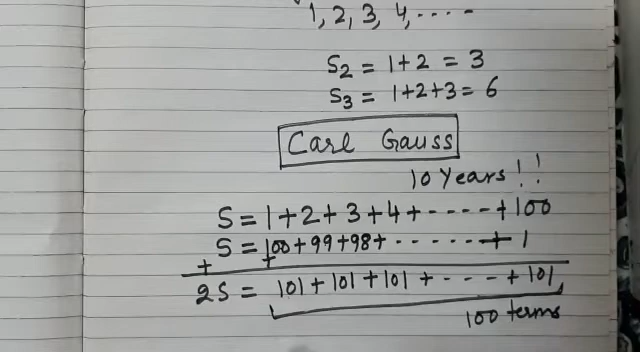 1, 2, 3, 4, ----
S₂ = 1+2 = 3
S₃ = 1+2+3= 6
Carl Gauss
10 Years!!
S = 1+2+3+4+-----+100
S = 100+99+98+ ------+ 1
+ +
2S = 101+101+101 + ---- + 101
100 terms